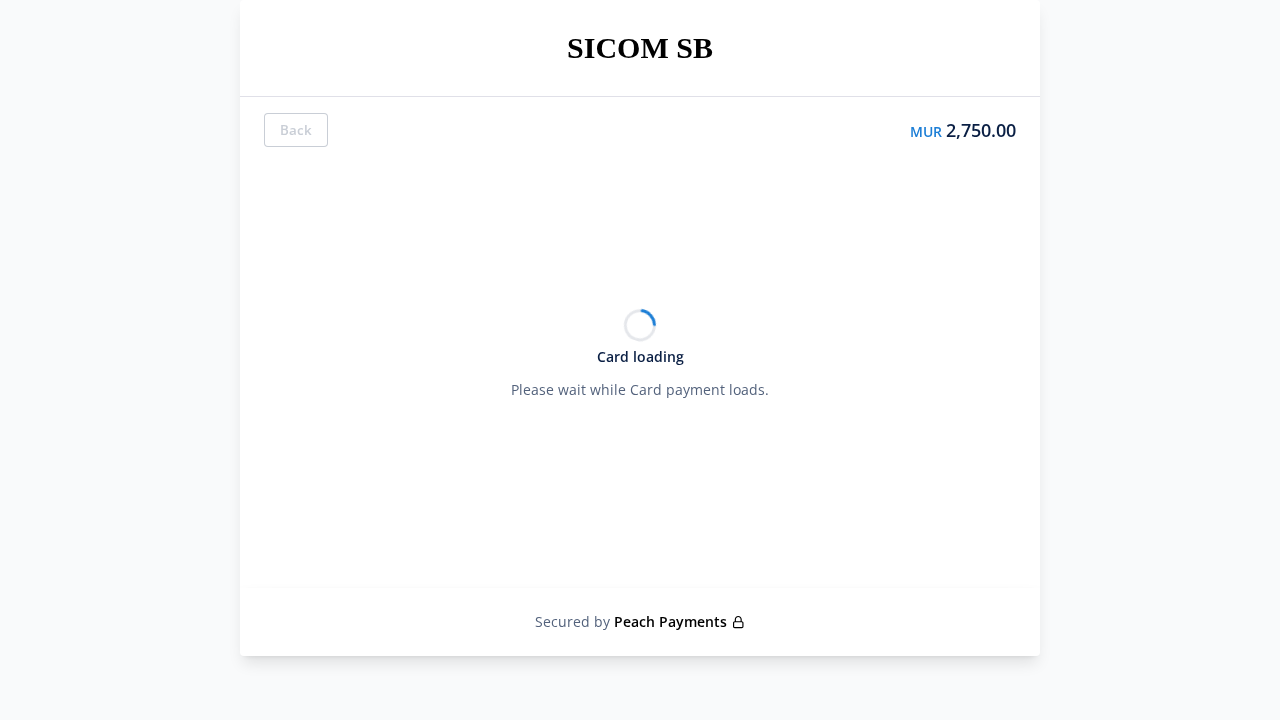 SICOM SB
Back
MUR 2,750.00
Card loading
Please wait while Card payment loads.
Secured by Peach Payments